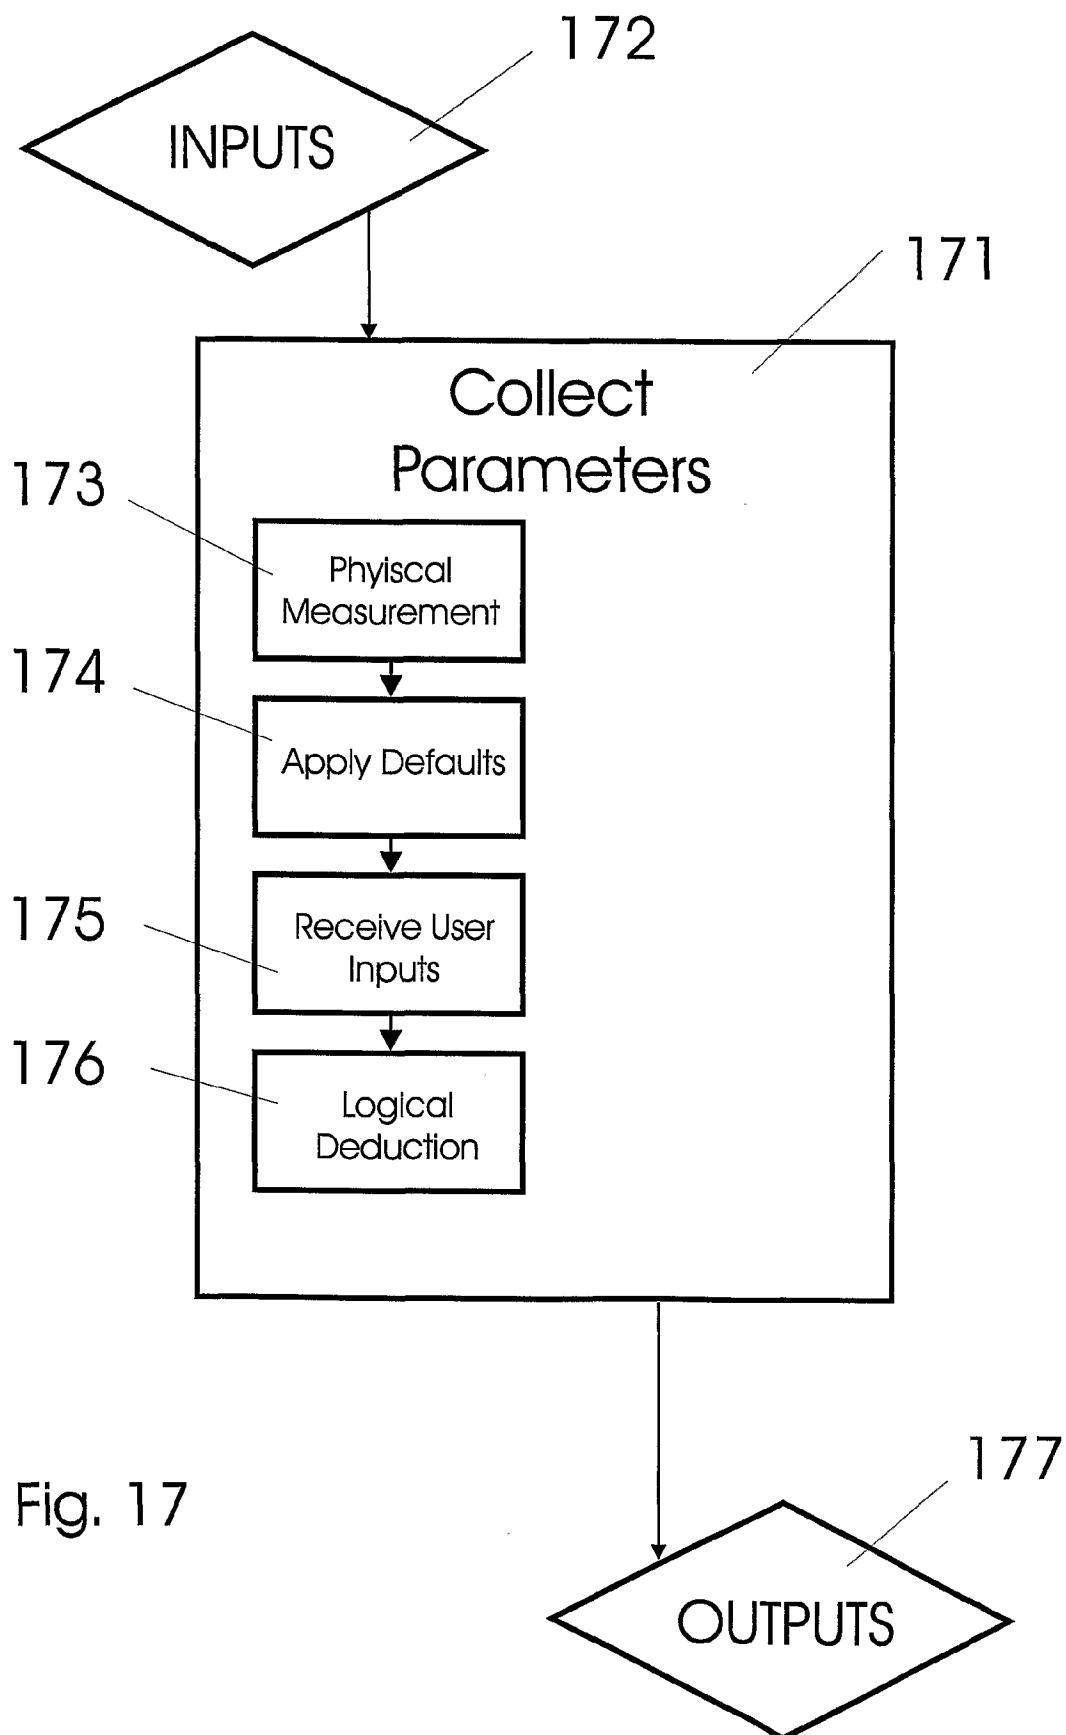 172
INPUTS
171
Collect
Parameters
173
Phyiscal
Measurement
174
Apply Defaults
175
Receive User
Inputs
176
Logical
Deduction
177
Fig. 17
OUTPUTS